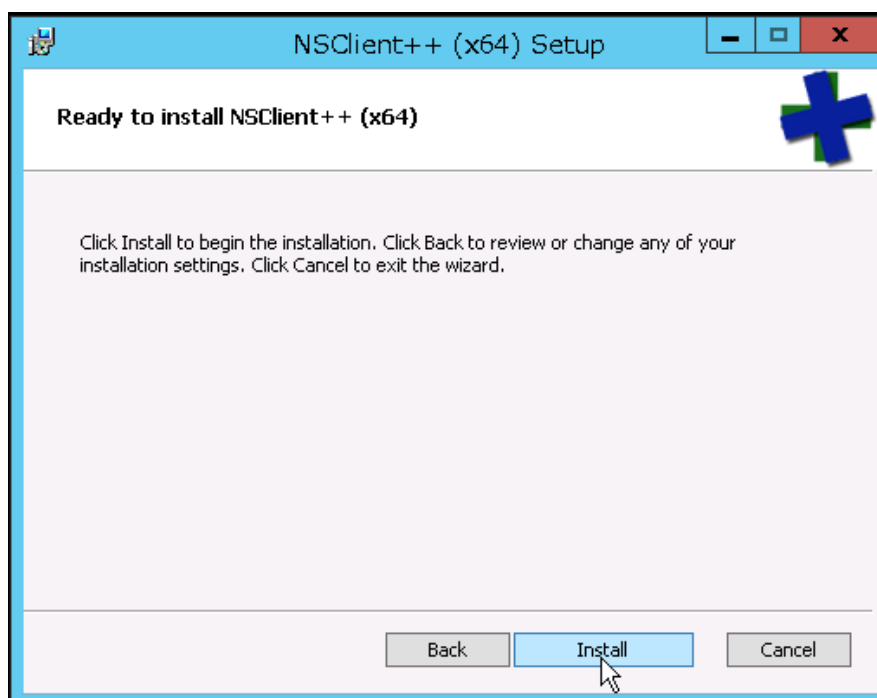 NSClient++ (x64) Setup
Ready to install NSClient++ (x64)
Click Install to begin the installation. Click Back to review or change any of your
installation settings. Click Cancel to exit the wizard.
Back Install Cancel